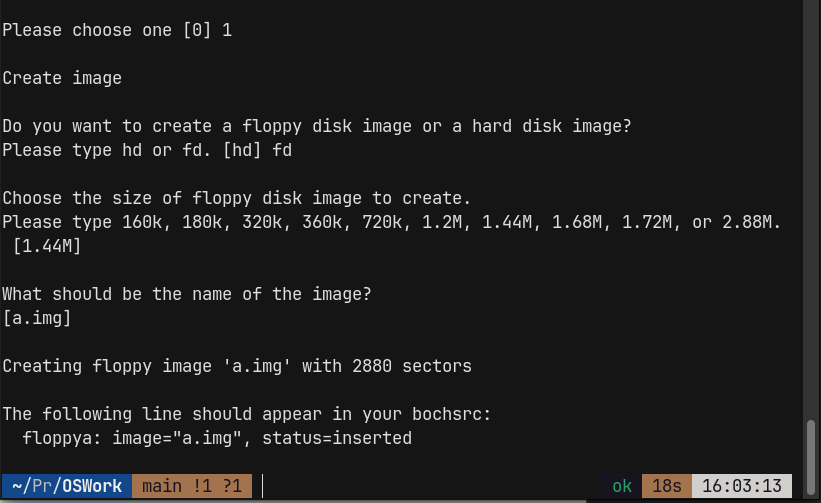 Please choose one [0] 1
Create image
Do you want to create a floppy disk image or a hard disk image?
Please type hd or fd. [hd] fd
Choose the size of floppy disk image to create.
Please type 160k, 180k, 320k, 360k, 720k, 1.2M, 1.44M, 1.68M, 1.72M, or 2.88M.
 [1.44M]
What should be the name of the image?
[a.img]
Creating floppy image 'a.img' with 2880 sectors
The following line should appear in your bochsrc:
  floppya: image="a.img", status=inserted
~/Pr/OSWork main !1 ?1 ok 18s 16:03:13